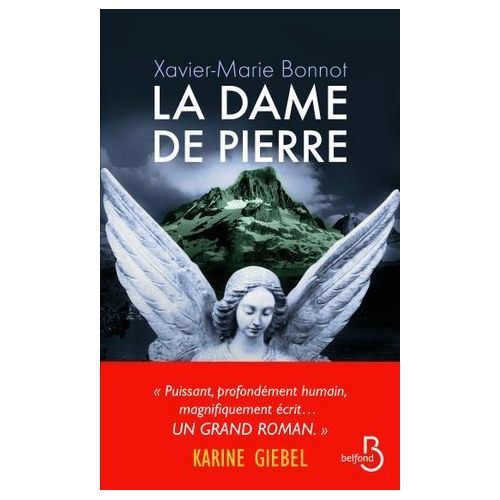 Xavier-Marie Bonnot
LA DAME
DE PIERRE
« Puissant, profondément humain,
magnifiquement écrit…
UN GRAND ROMAN. »
KARINE GIEBEL
B
belfond